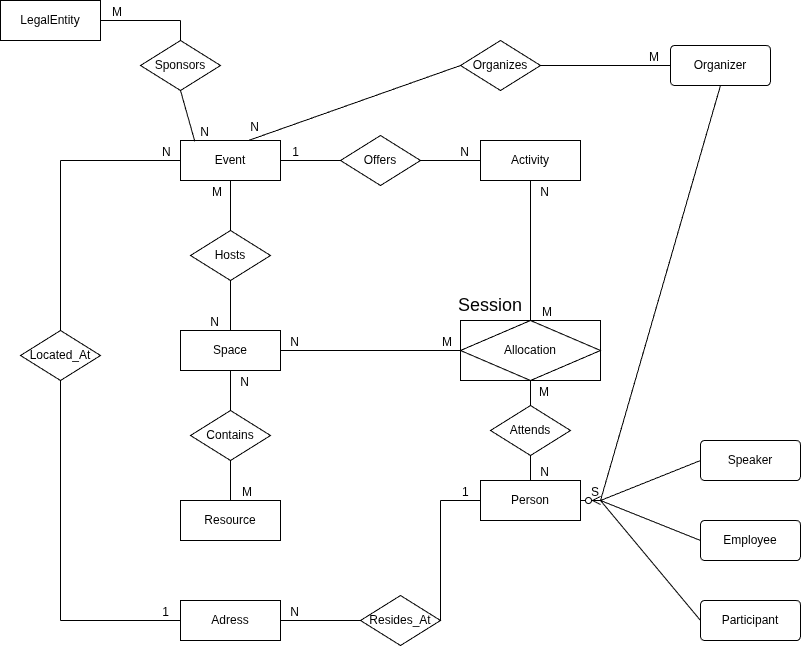 LegalEntity
M
Sponsors
Organizes
M
Organizer
N
N
N
Event
1
Offers
N
Activity
M
N
Hosts
Session
N
M
Space
N
M
Allocation
Located_At
N
M
Contains
Attends
M
N
Speaker
Resource
1
Person
S
Employee
1
Adress
N
Resides_At
Participant